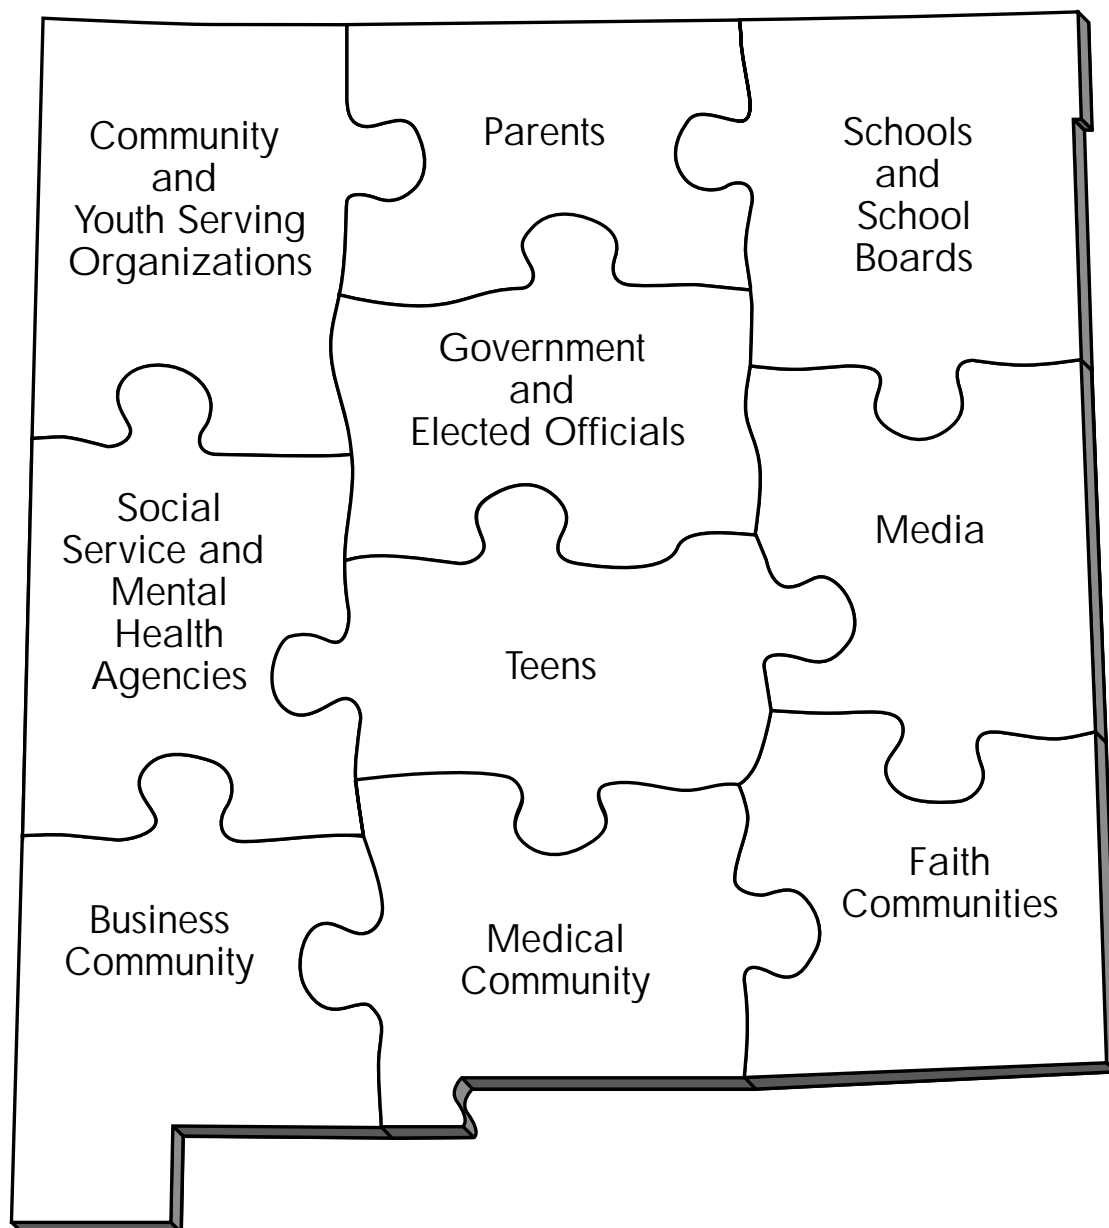 Community
and
Youth Serving
Organizations
Parents
Schools
and
School
Boards
Government
and
Elected Officials
Social
Service and
Mental
Health
Agencies
Media
Teens
Business
Community
Medical
Community
Faith
Communities